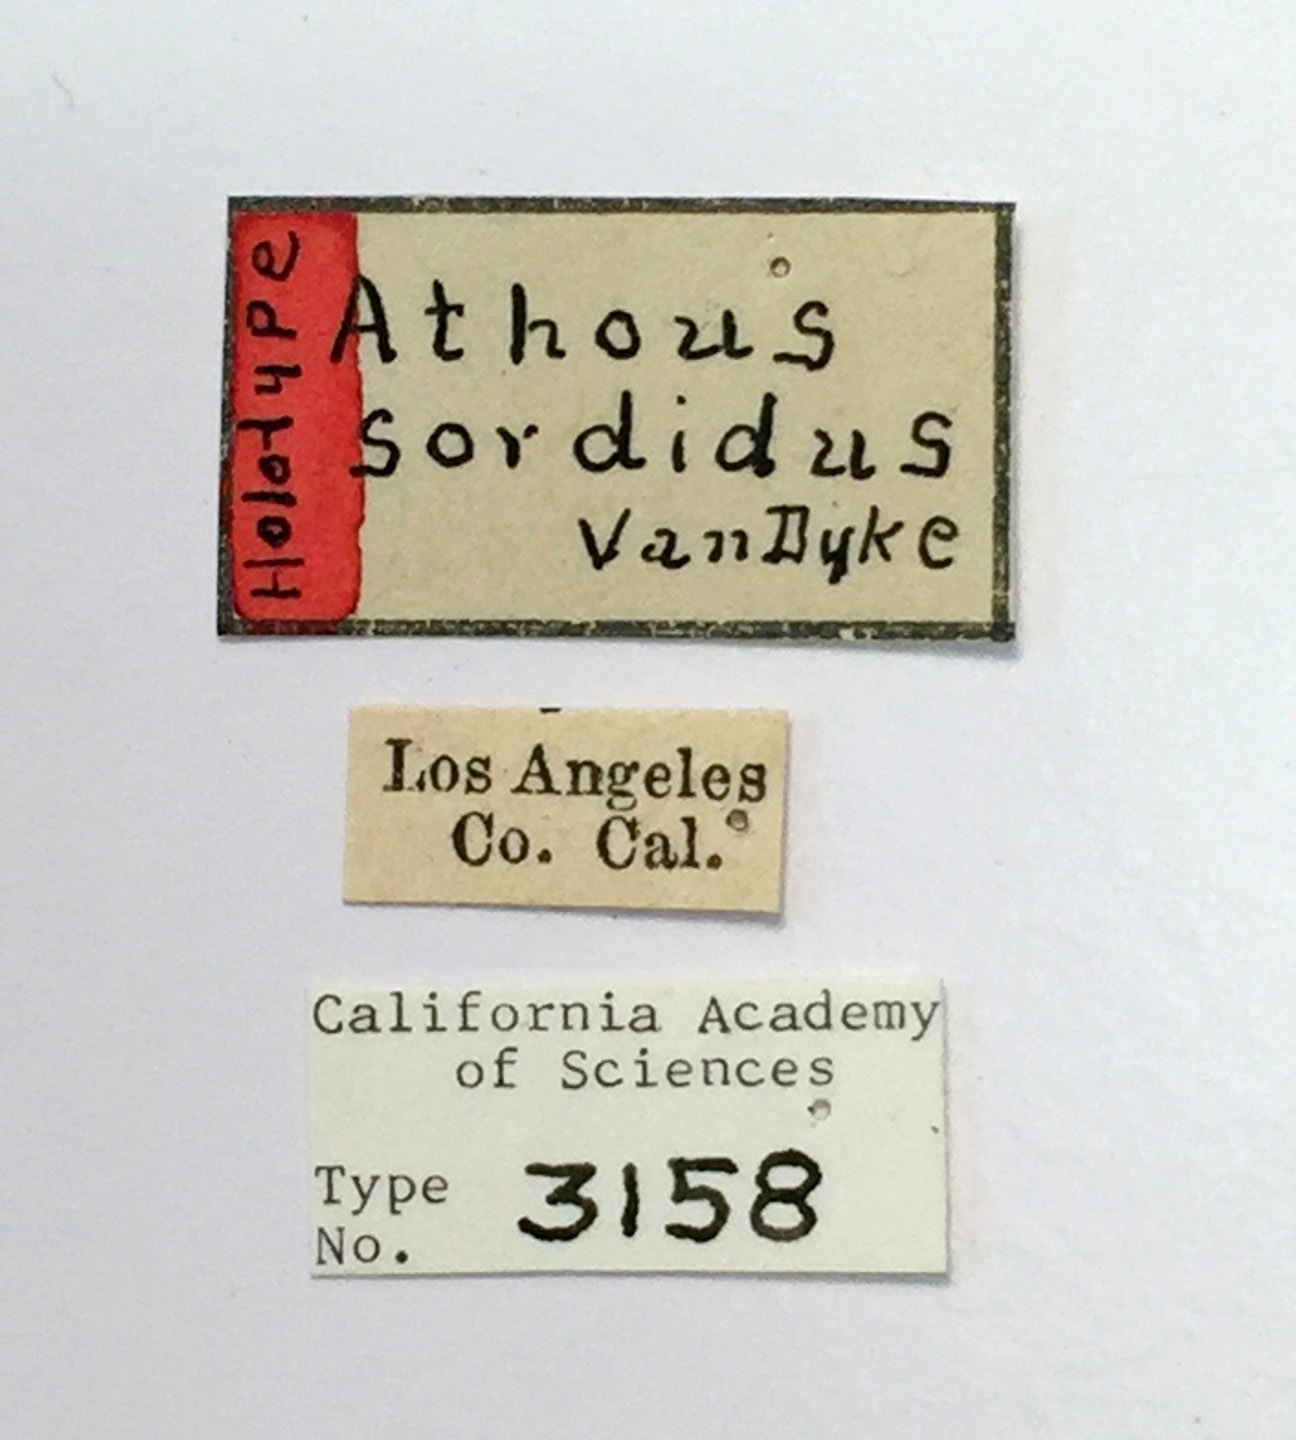 Holotype
Athous
sordidus
VanDyke
Los Angeles
Co. Cal.
California Academy
of Sciences
Type
No. 3158